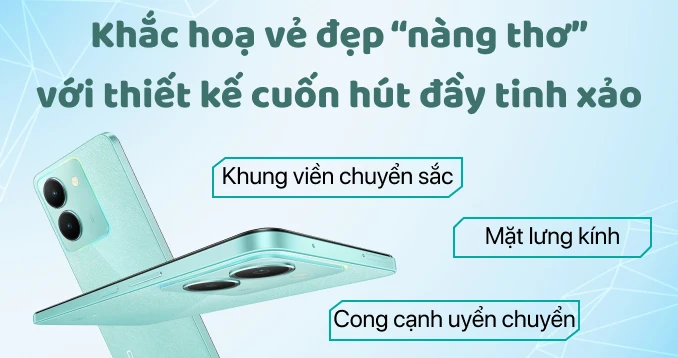 Khắc hoạ vẻ đẹp “nàng thơ”
với thiết kế cuốn hút đầy tinh xảo
Khung viền chuyển sắc
Mặt lưng kính
Cong cạnh uyển chuyển